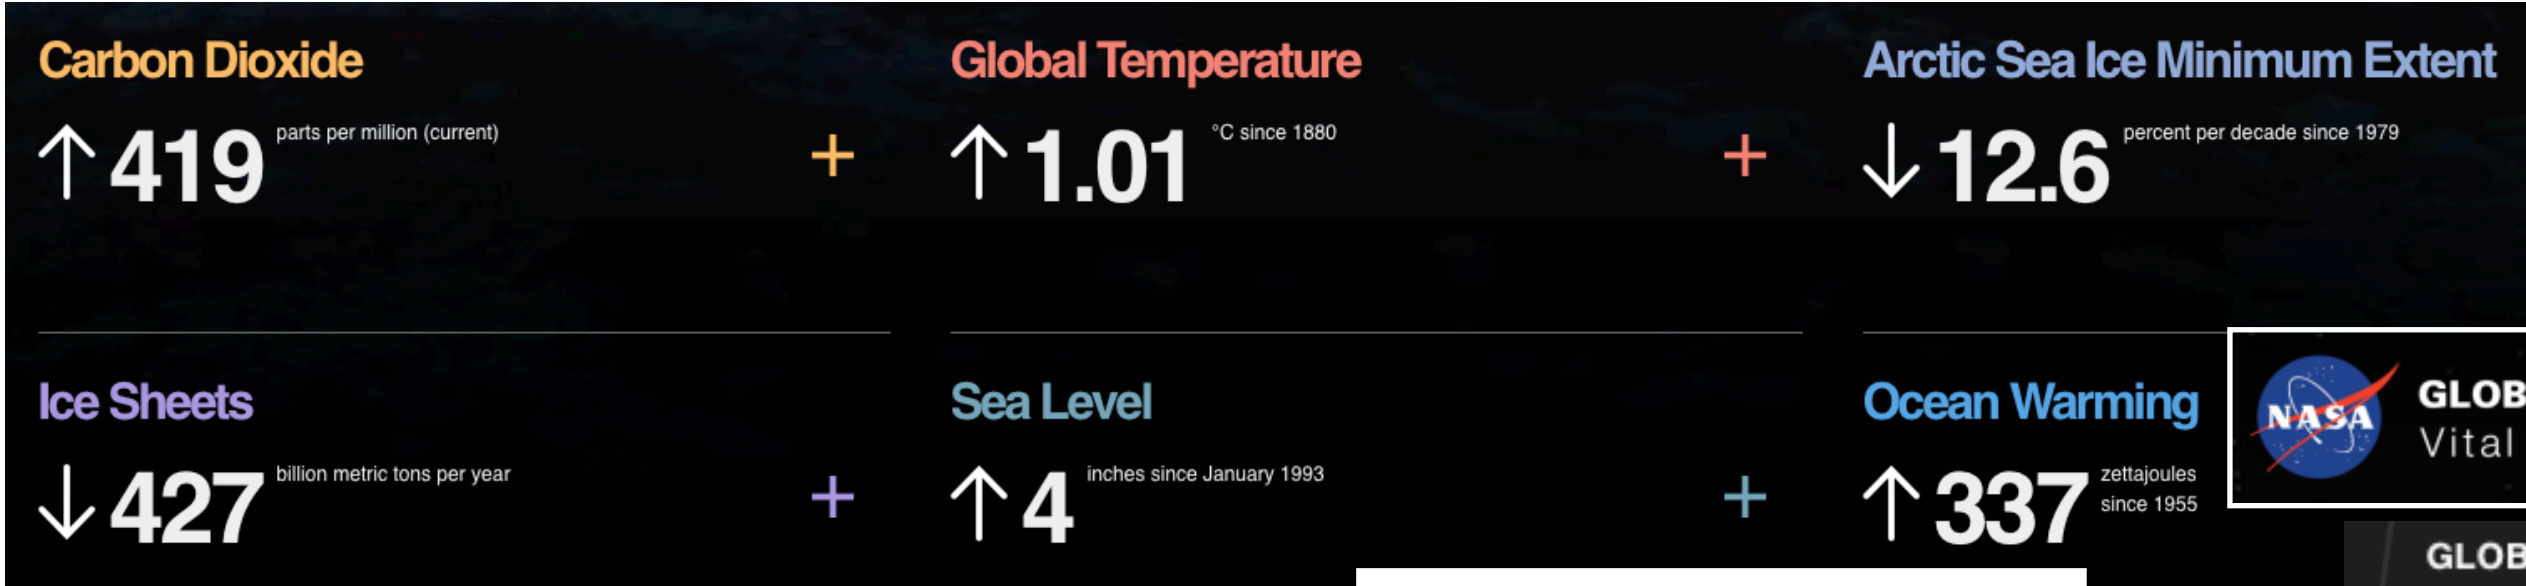 Carbon Dioxide
↑ 419 parts per million (current) +
Global Temperature
↑ 1.01 °C since 1880 +
Arctic Sea Ice Minimum Extent
↓ 12.6 percent per decade since 1979
Ice Sheets
↓ 427 billion metric tons per year +
Sea Level
↑ 4 inches since January 1993 +
Ocean Warming
↑ 337 zettajoules
since 1955
NASA
GLOB
Vital
GLOB